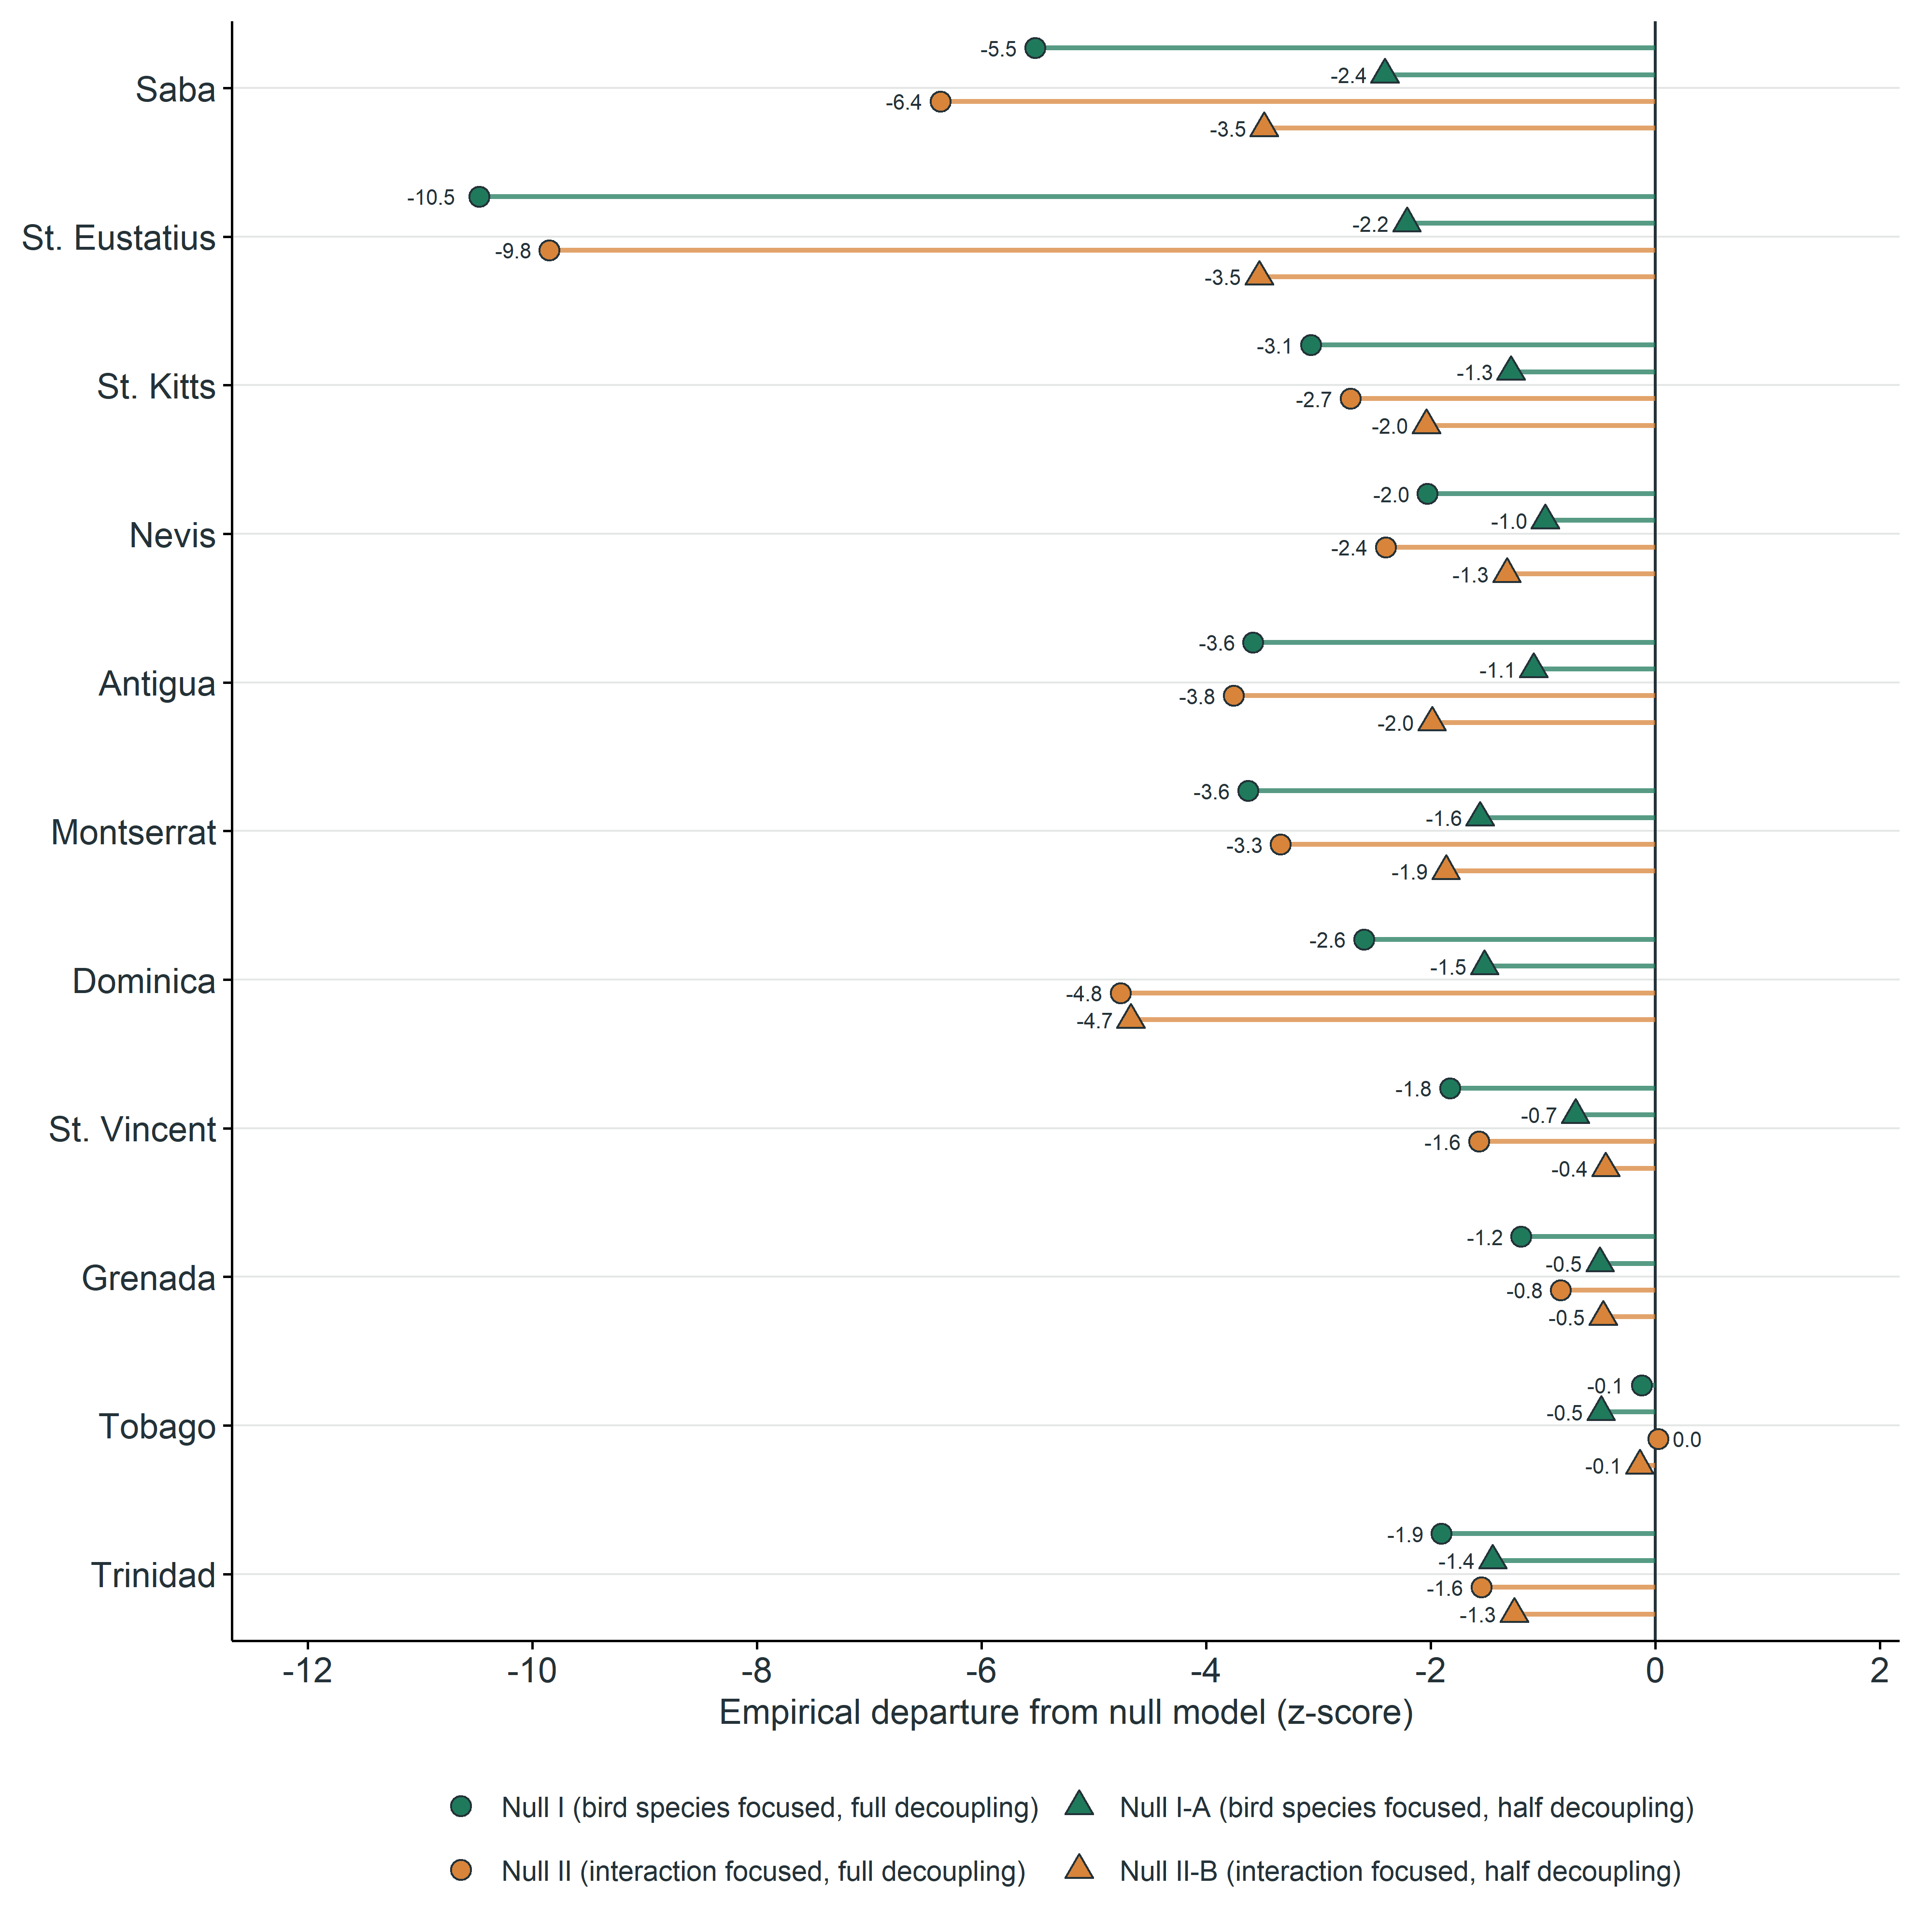 -5.5
Saba
-2.4
-6.4
-3.5
-10.5
St. Eustatius
-2.2
-9.8
-3.5
-3.1
St. Kitts
-1.3
-2.7
-2.0
-2.0
Nevis
-1.0
-2.4
-1.3
-3.6
Antigua
-1.1
-3.8
-2.0
-3.6
Montserrat
-1.6
-3.3
-1.9
-2.6
Dominica
-1.5
-4.8
-4.7
-1.8
St. Vincent
-0.7
-1.6
-0.4
-1.2
Grenada
-0.5
-0.8
-0.5
-0.1
Tobago
-0.5
0.0
-0.1
-1.9
Trinidad
-1.4
-1.6
-1.3
-12 -10 -8 -6 -4 -2 0 2
Empirical departure from null model (z-score)
Null I (bird species focused, full decoupling) Null I-A (bird species focused, half decoupling)
Null II (interaction focused, full decoupling) Null II-B (interaction focused, half decoupling)